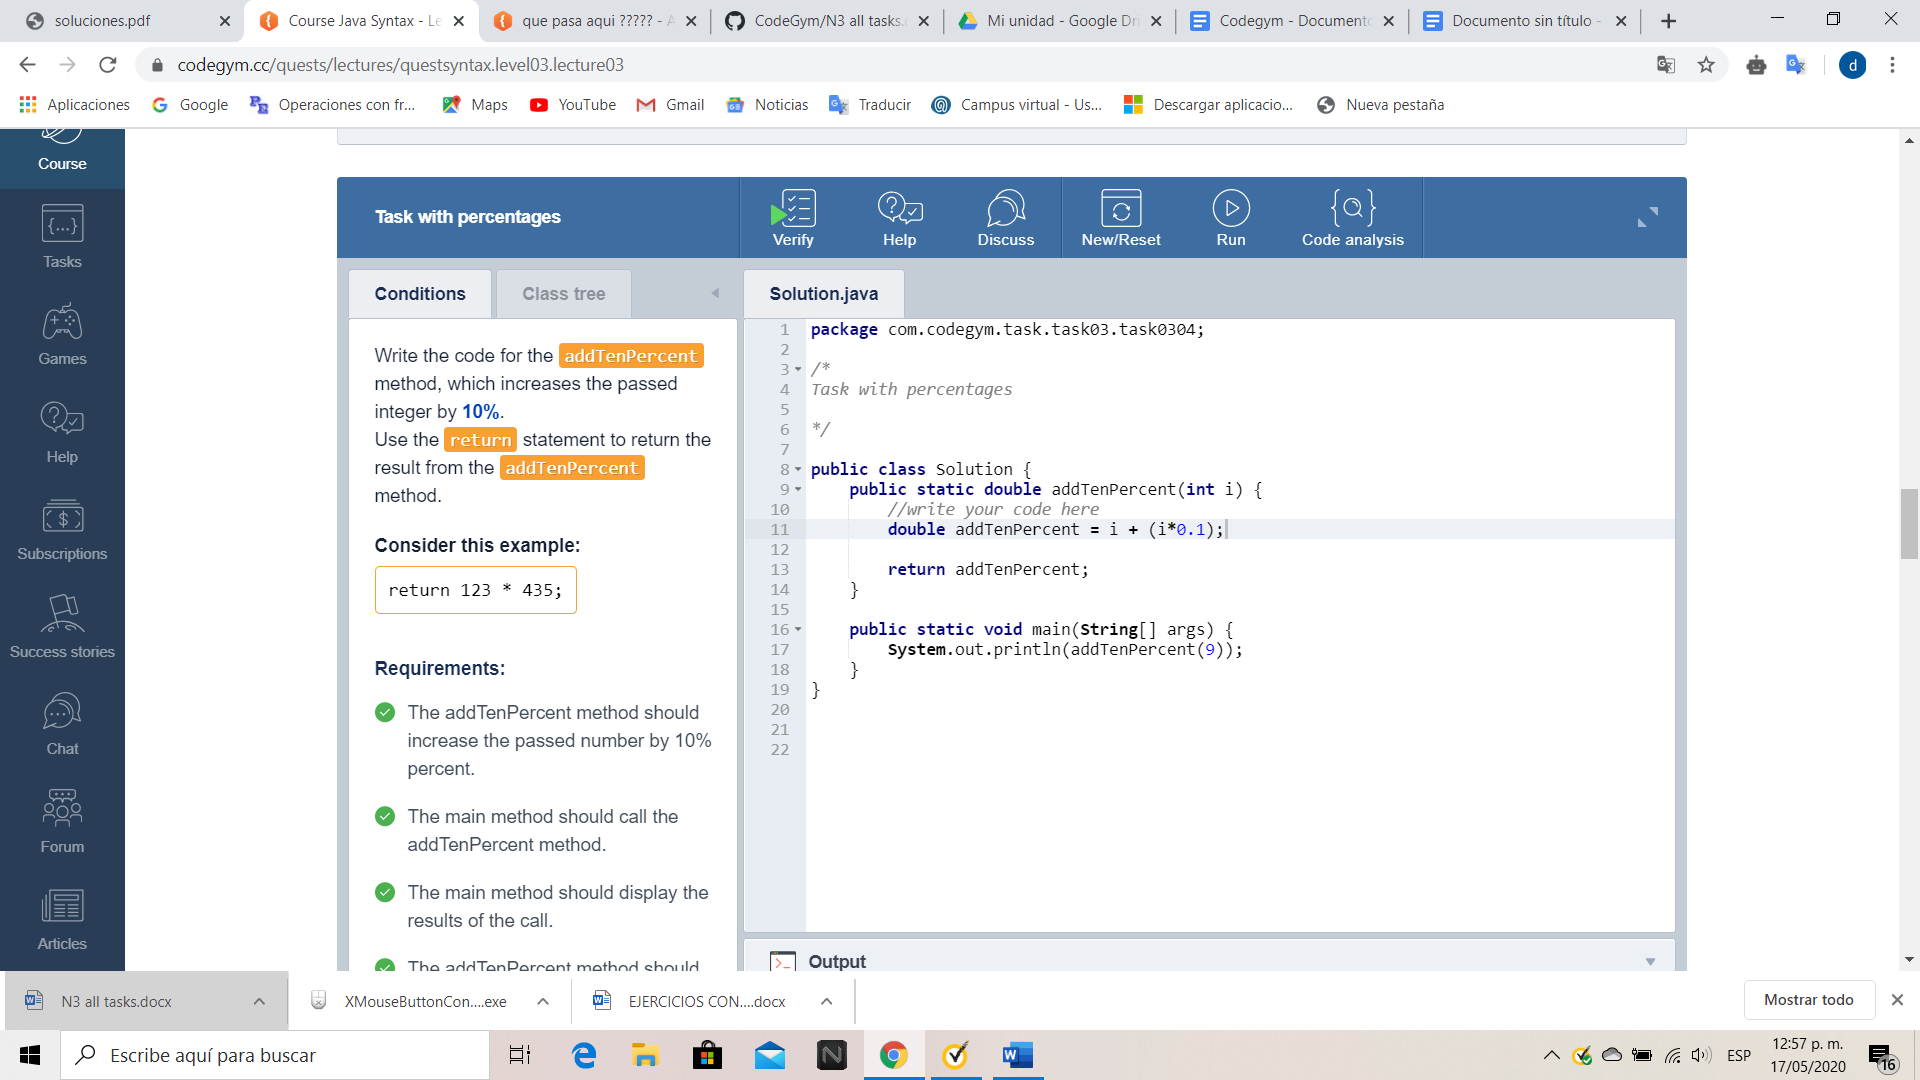 soluciones.pdf
Course Java Syntax - Le
que pasa aqui ????? - A
CodeGym/N3 all tasks.
Mi unidad - Google Dri
Codegym - Documento
Documento sin título -
codegym.cc/quests/lectures/questsyntax.level03.lecture03
d
Aplicaciones
Google
Operaciones con fr...
Maps
YouTube
Gmail
Noticias
Traducir
Campus virtual - Us...
Descargar aplicacio...
Nueva pestaña
Course
Tasks
Games
Help
Subscriptions
Success stories
Chat
Forum
Articles
Task with percentages
Verify
Help
Discuss
New/Reset
Run
Code analysis
Conditions
Class tree
Write the code for the addTenPercent
method, which increases the passed
integer by 10%.
Use the return statement to return the
result from the addTenPercent
method.
Consider this example:
return 123 * 435;
Requirements:
The addTenPercent method should
increase the passed number by 10%
percent.
The main method should call the
addTenPercent method.
The main method should display the
results of the call.
The addTenPercent method should
Solution.java
1 package com.codegym.task.task03.task0304;
2
3 /*
4 Task with percentages
5
6 */
7
8 public class Solution {
9 public static double addTenPercent(int i) {
10 //write your code here
11 double addTenPercent = i + (i*0.1);
12
13 return addTenPercent;
14 }
15
16 public static void main(String[] args) {
17 System.out.println(addTenPercent(9));
18 }
19 }
20
21
22
Output
N3 all tasks.docx
XMouseButtonCon....exe
EJERCICIOS CON....docx
Mostrar todo
Escribe aquí para buscar
ESP
12:57 p. m.
17/05/2020
16